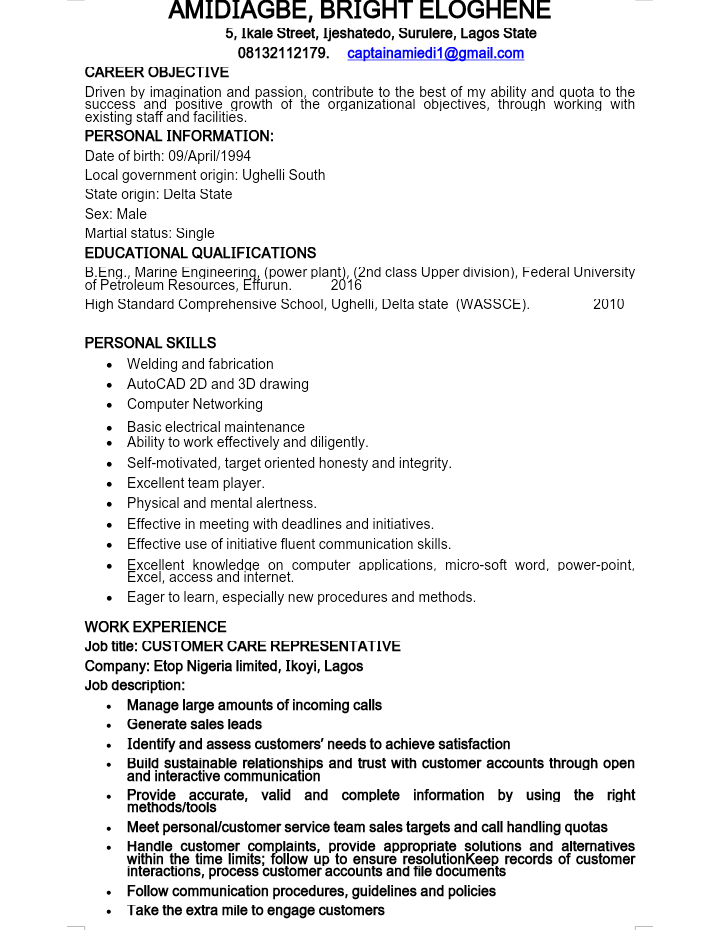 AMIDIAGBE, BRIGHT ELOGHENE
5, Ikale Street, Ijeshatedo, Surulere, Lagos State
08132112179. captainamiedi1@gmail.com
CAREER OBJECTIVE
Driven by imagination and passion, contribute to the best of my ability and quota to the
success and positive growth of the organizational objectives, through working with
existing staff and facilities.
PERSONAL INFORMATION:
Date of birth: 09/April/1994
Local government origin: Ughelli South
State origin: Delta State
Sex: Male
Martial status: Single
EDUCATIONAL QUALIFICATIONS
B.Eng., Marine Engineering, (power plant), (2nd class Upper division), Federal University
of Petroleum Resources, Effurun. 2016
High Standard Comprehensive School, Ughelli, Delta state (WASSCE). 2010
PERSONAL SKILLS
• Welding and fabrication
• AutoCAD 2D and 3D drawing
• Computer Networking
• Basic electrical maintenance
• Ability to work effectively and diligently.
• Self-motivated, target oriented honesty and integrity.
• Excellent team player.
• Physical and mental alertness.
• Effective in meeting with deadlines and initiatives.
• Effective use of initiative fluent communication skills.
• Excellent knowledge on computer applications, micro-soft word, power-point,
Excel, access and internet.
• Eager to learn, especially new procedures and methods.
WORK EXPERIENCE
Job title: CUSTOMER CARE REPRESENTATIVE
Company: Etop Nigeria limited, Ikoyi, Lagos
Job description:
• Manage large amounts of incoming calls
• Generate sales leads
• Identify and assess customers' needs to achieve satisfaction
• Build sustainable relationships and trust with customer accounts through open
and interactive communication
• Provide accurate, valid and complete information by using the right
methods/tools
• Meet personal/customer service team sales targets and call handling quotas
• Handle customer complaints, provide appropriate solutions and alternatives
within the time limits; follow up to ensure resolutionKeep records of customer
interactions, process customer accounts and file documents
• Follow communication procedures, guidelines and policies
• Take the extra mile to engage customers